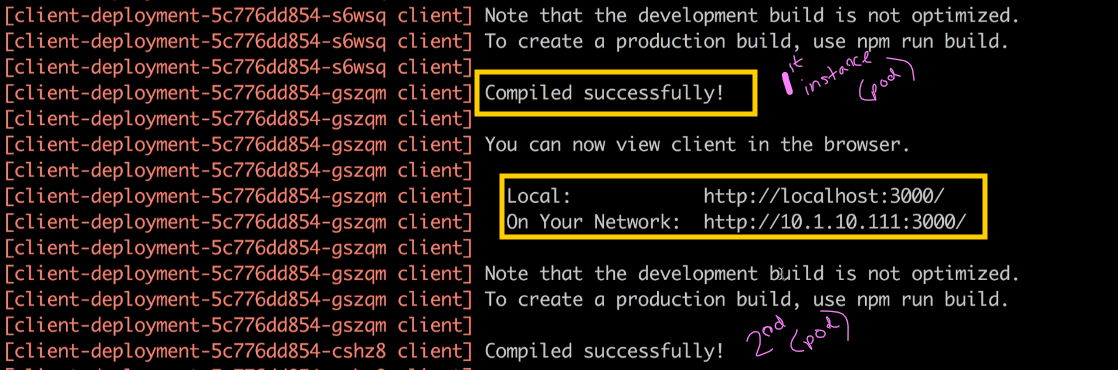 [client-deployment-5c776dd854-s6wsq client] Note that the development build is not optimized.
[client-deployment-5c776dd854-s6wsq client] To create a production build, use npm run build.
[client-deployment-5c776dd854-s6wsq client]
1st instance (pod)
[client-deployment-5c776dd854-gszqm client] Compiled successfully!
[client-deployment-5c776dd854-gszqm client]
[client-deployment-5c776dd854-gszqm client] You can now view client in the browser.
[client-deployment-5c776dd854-gszqm client]
[client-deployment-5c776dd854-gszqm client] Local: http://localhost:3000/
[client-deployment-5c776dd854-gszqm client] On Your Network: http://10.1.10.111:3000/
[client-deployment-5c776dd854-gszqm client]
[client-deployment-5c776dd854-gszqm client] Note that the development build is not optimized.
[client-deployment-5c776dd854-gszqm client] To create a production build, use npm run build.
[client-deployment-5c776dd854-gszqm client]
2nd (pod)
[client-deployment-5c776dd854-cshz8 client] Compiled successfully!